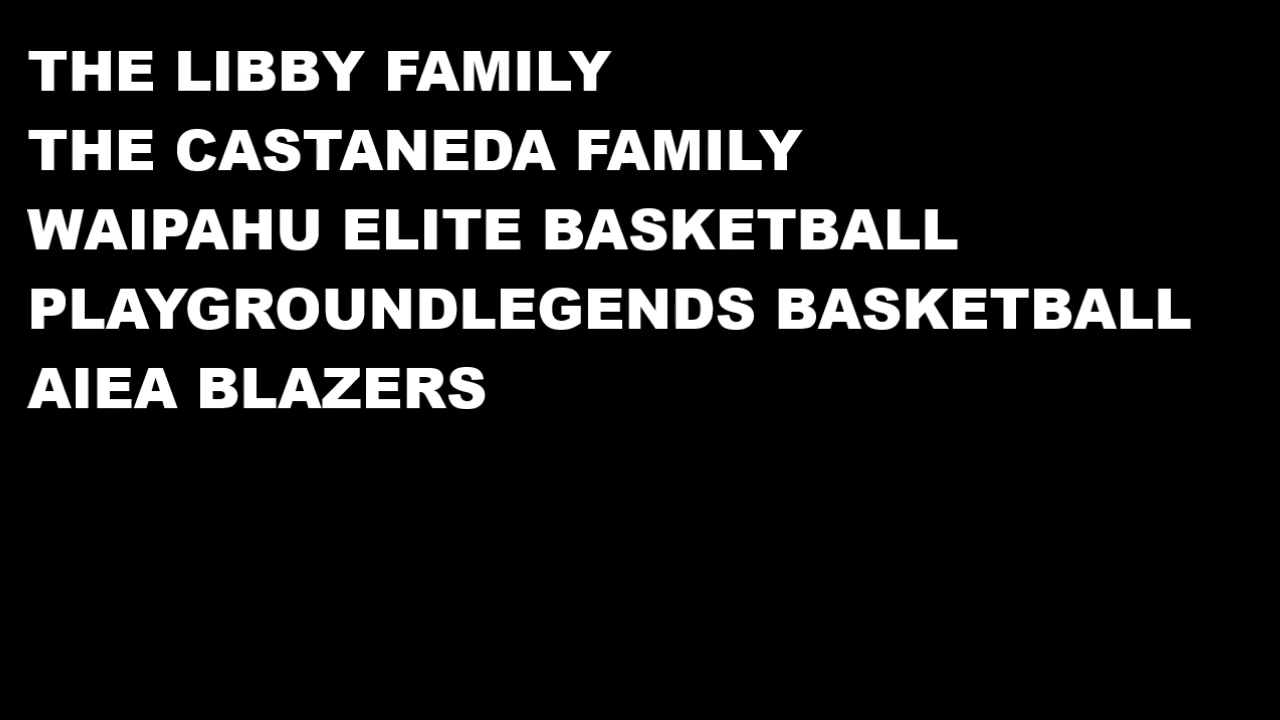 THE LIBBY FAMILY
THE CASTANEDA FAMILY
WAIPAHU ELITE BASKETBALL
PLAYGROUNDLEGENDS BASKETBALL
AIEA BLAZERS